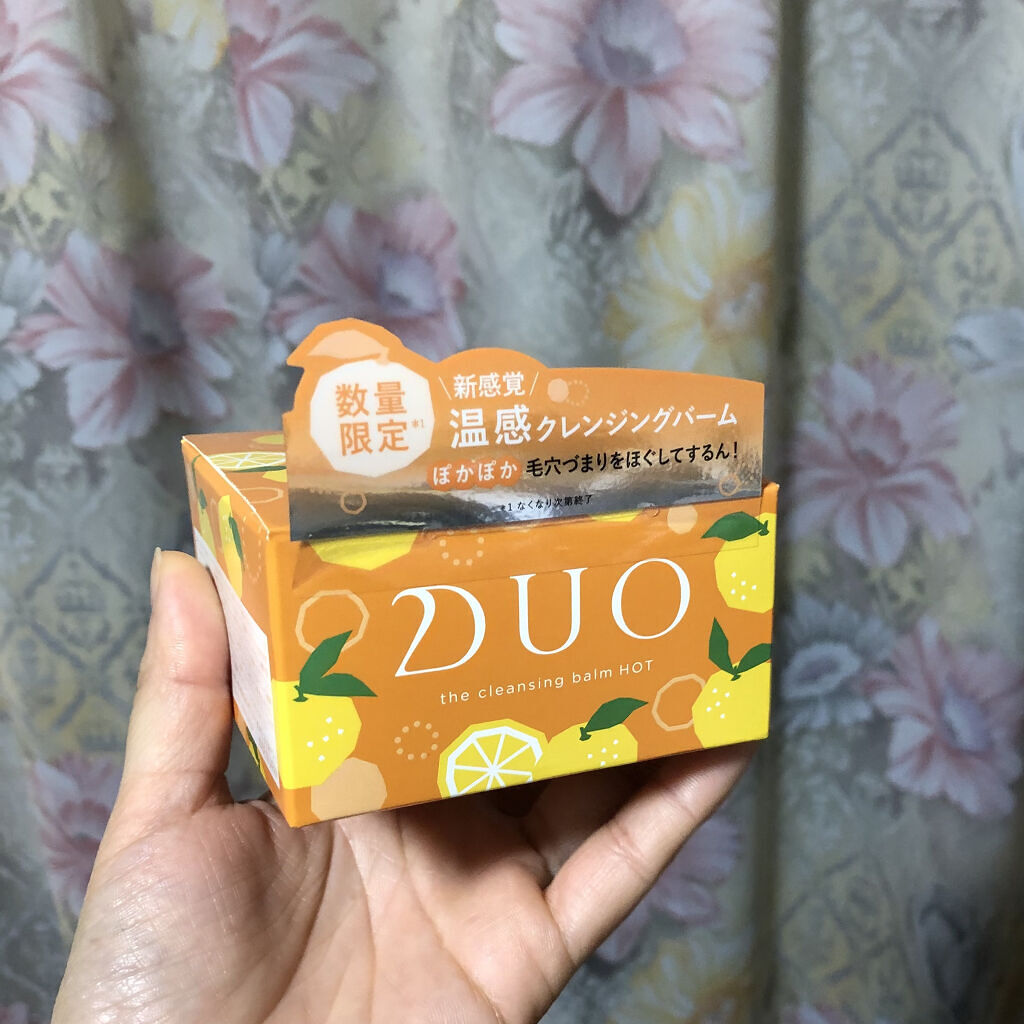 数量
限定*1
\新感覚/
温感クレンジングバーム
ぽかぽか 毛穴づまりをほぐしてするん!
*1 なくなり次第終了
DUO
the cleansing balm HOT